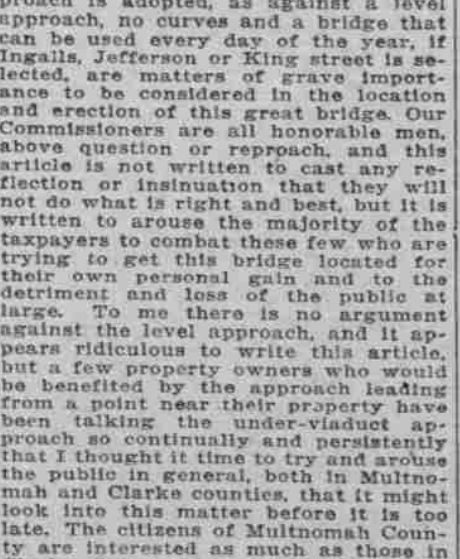 proach is adopted, as against a level
approach, no curves and a bridge that
can be used every day of the year, if
Ingalls, Jefferson or King street is se-
lected, are matters of grave import-
ance to be considered in the location
and erection of this great bridge. Our
Commissioners are all honorable men,
above question or reproach, and this
article is not written to cast any re-
flection or insinuation that they will
not do what is right and best, but it is
written to arouse the majority of the
taxpayers to combat these few who are
trying to get this bridge located for
their own personal gain and to the
detriment and loss of the public at
large. To me there is no argument
against the level approach, and it ap-
pears ridiculous to write this article,
but a few property owners who would
be benefited by the approach leading
from a point near their property have
been talking the under-viaduct ap-
proach so continually and persistently
that I thought it time to try and arouse
the public in general, both in Multno-
mah and Clarke counties, that it might
look into this matter before it is too
late. The citizens of Multnomah Coun-
ty are interested as much as those in